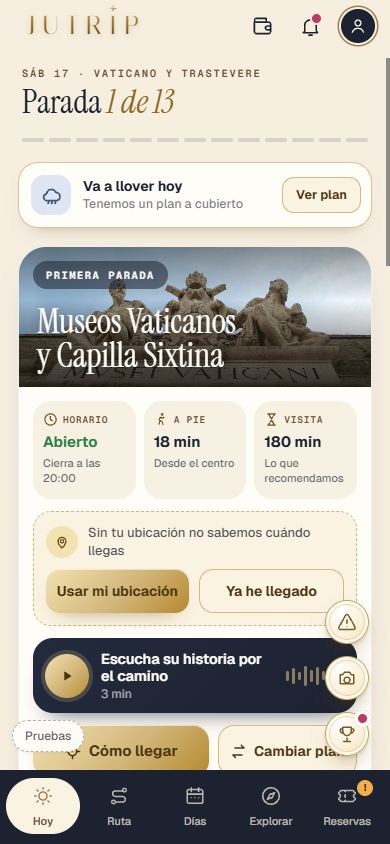 JUTRIP
SÁB 17 · VATICANO Y TRASTEVERE
Parada 1 de 13
Va a llover hoy
Tenemos un plan a cubierto
Ver plan
PRIMERA PARADA
Museos Vaticanos
y Capilla Sixtina
MUSEI VATICANI
HORARIO
Abierto
Cierra a las
20:00
A PIE
18 min
Desde el centro
VISITA
180 min
Lo que
recomendamos
Sin tu ubicación no sabemos cuándo
llegas
Usar mi ubicación
Ya he llegado
Escucha su historia por
el camino
3 min
Pruebas
Cómo llegar
Cambiar
Hoy
Ruta
Días
Explorar
!
Reservas